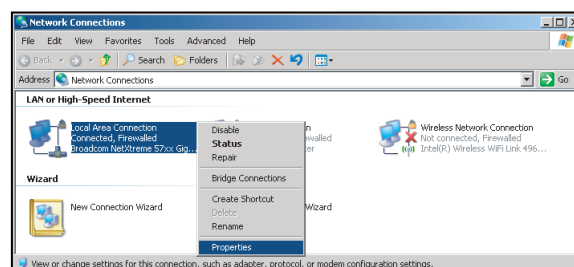 Network Connections
File Edit View Favorites Tools Advanced Help
Back Search Folders
Address Network Connections Go
LAN or High-Speed Internet
Local Area Connection
Connected, Firewalled
Broadcom NetXtreme 57xx Gig...
Disable
Status
Repair
Bridge Connections
Create Shortcut
Delete
Rename
Properties
Wireless Network Connection
Not connected, Firewalled
Intel(R) Wireless WiFi Link 496...
Wizard
New Connection Wizard
Wizard
View or change settings for this connection, such as adapter, protocol, or modem configuration settings.